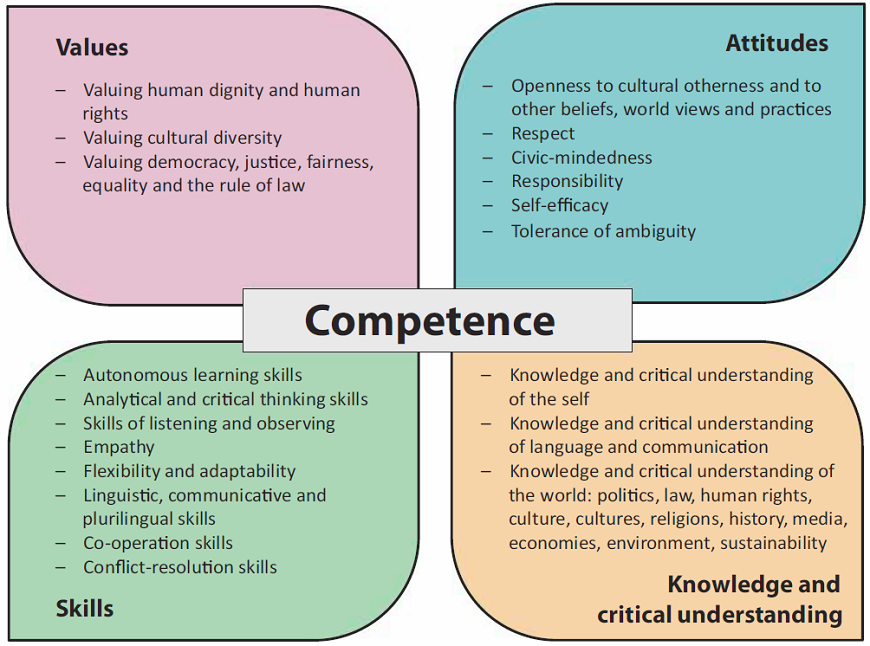 Values
– Valuing human dignity and human
rights
– Valuing cultural diversity
– Valuing democracy, justice, fairness,
equality and the rule of law
Attitudes
– Openness to cultural otherness and to
other beliefs, world views and practices
– Respect
– Civic-mindedness
– Responsibility
– Self-efficacy
– Tolerance of ambiguity
Competence
– Autonomous learning skills
– Analytical and critical thinking skills
– Skills of listening and observing
– Empathy
– Flexibility and adaptability
– Linguistic, communicative and
plurilingual skills
– Co-operation skills
– Conflict-resolution skills
Skills
– Knowledge and critical understanding
of the self
– Knowledge and critical understanding
of language and communication
– Knowledge and critical understanding of
the world: politics, law, human rights,
culture, cultures, religions, history, media,
economies, environment, sustainability
Knowledge and
critical understanding